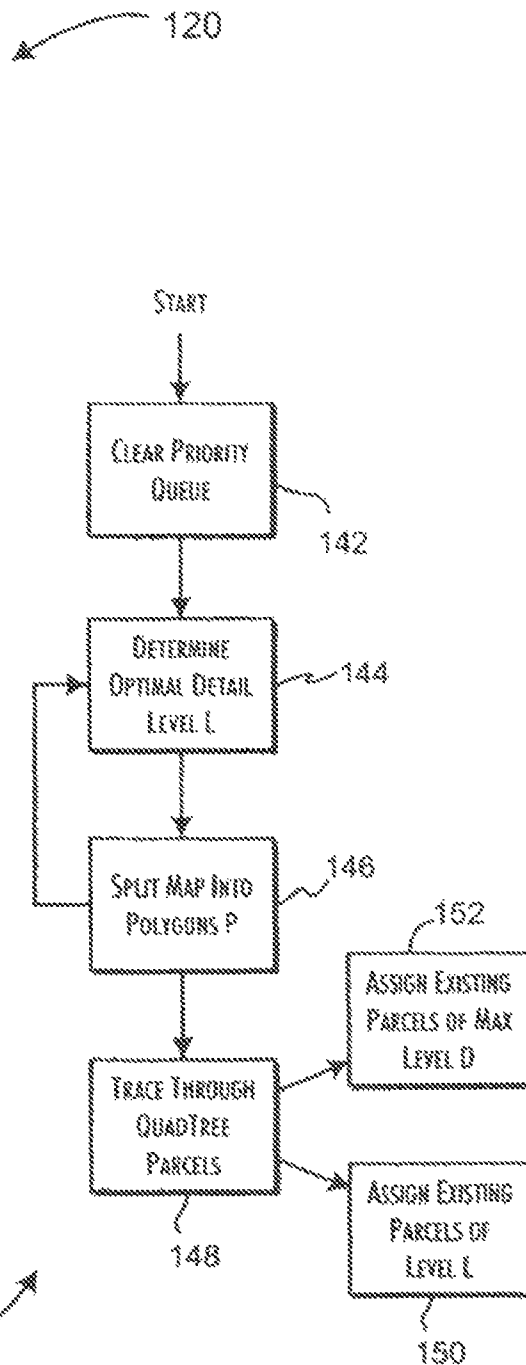 120
START
CLEAR PRIORITY
QUEUE
142
DETERMINE
OPTIMAL DETAIL
LEVEL L
144
SPLIT MAP INTO
POLYGONS P
146
TRACE THROUGH
QUADTREE
PARCELS
148
152
ASSIGN EXISTING
PARCELS OF MAX
LEVEL D
ASSIGN EXISTING
PARCELS OF
LEVEL L
150